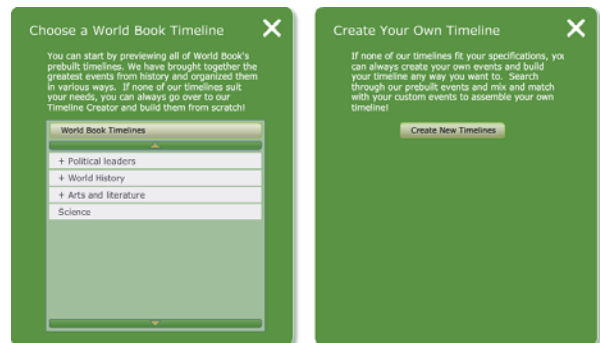 Choose a World Book Timeline
You can start by previewing all of World Book's
prebuilt timelines. We have brought together the
greatest events from history and organized them
in various ways. If none of our timelines suit
your needs, you can always go over to our
Timeline Creator and build them from scratch!
World Book Timelines
+ Political leaders
+ World History
+ Arts and literature
Science
Create Your Own Timeline
If none of our timelines fit your specifications, you
can always create your own events and build
your timeline any way you want to. Search
through our prebuilt events and mix and match
with your custom events to assemble your own
timeline!
Create New Timelines